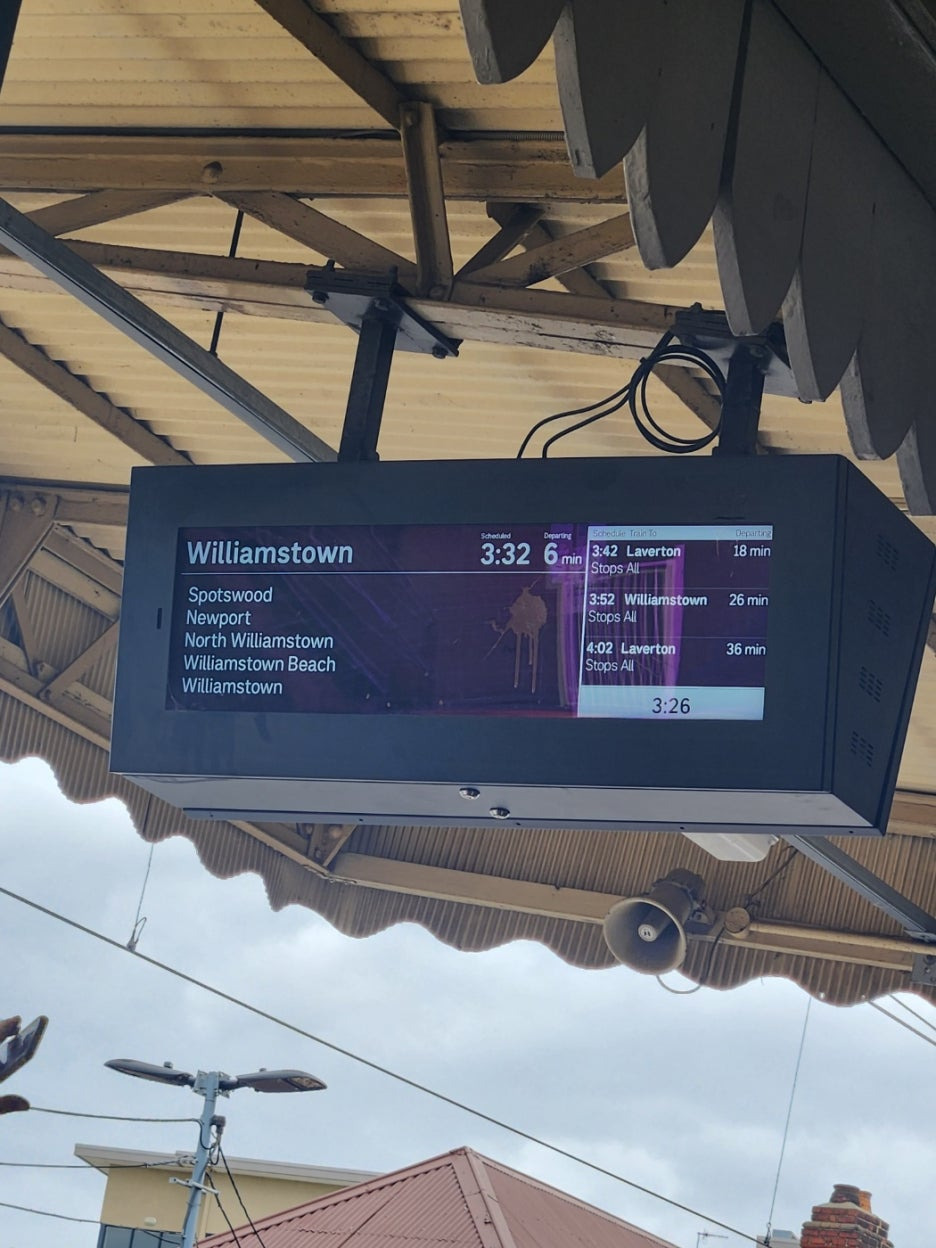 Williamstown
Scheduled Departing
3:32 6 min
Spotswood
Newport
North Williamstown
Williamstown Beach
Williamstown
Schedule Train To Departing
3:42 Laverton 18 min
Stops All
3:52 Williamstown 26 min
Stops All
4:02 Laverton 36 min
Stops All
3:26